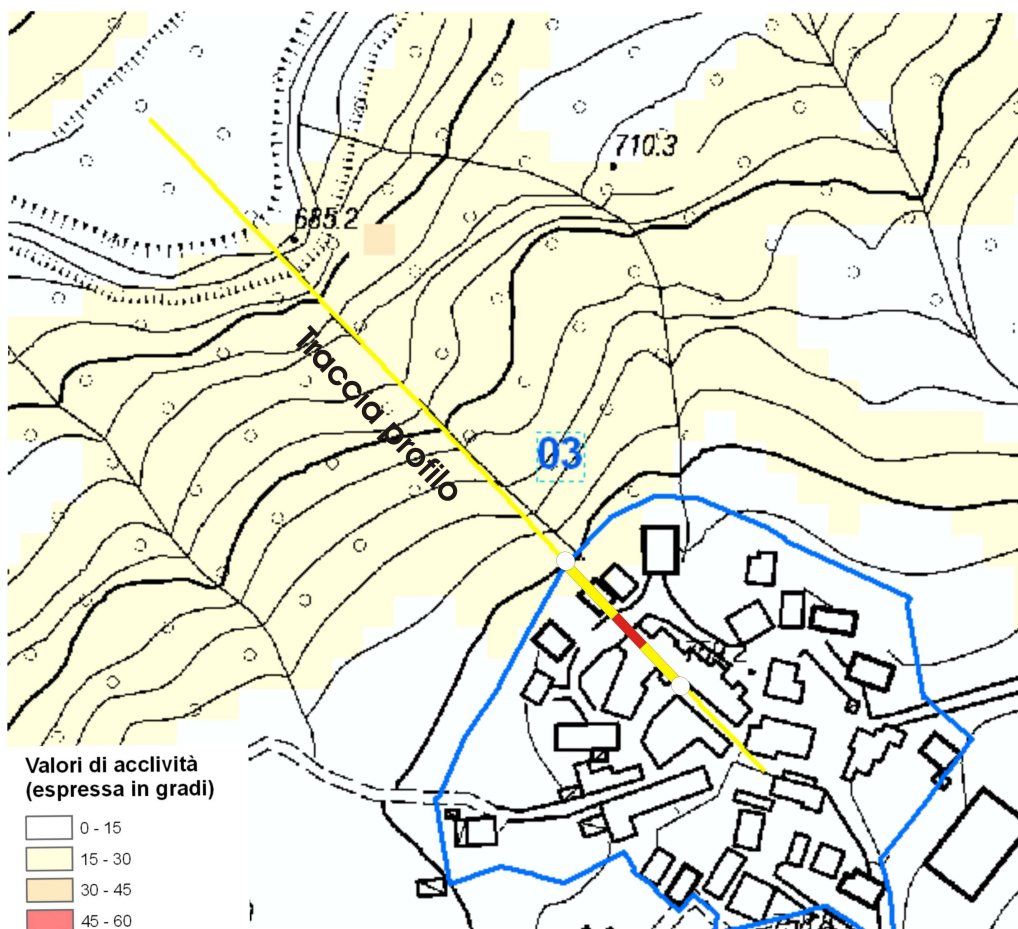 710.3
685.2
Traccia profilo
03
Valori di acclività
(espressa in gradi)
0 - 15
15 - 30
30 - 45
45 - 60